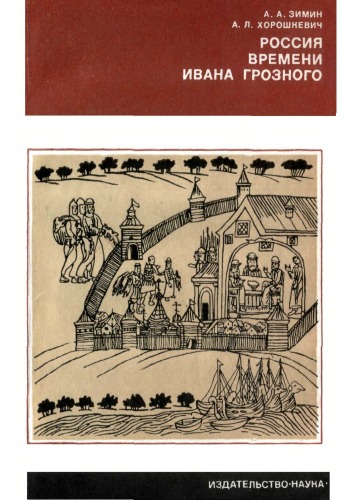 А. А. ЗИМИН
А. Л. ХОРОШКЕВИЧ
РОССИЯ
ВРЕМЕНИ
ИВАНА ГРОЗНОГО
ИЗДАТЕЛЬСТВО·НАУКА·